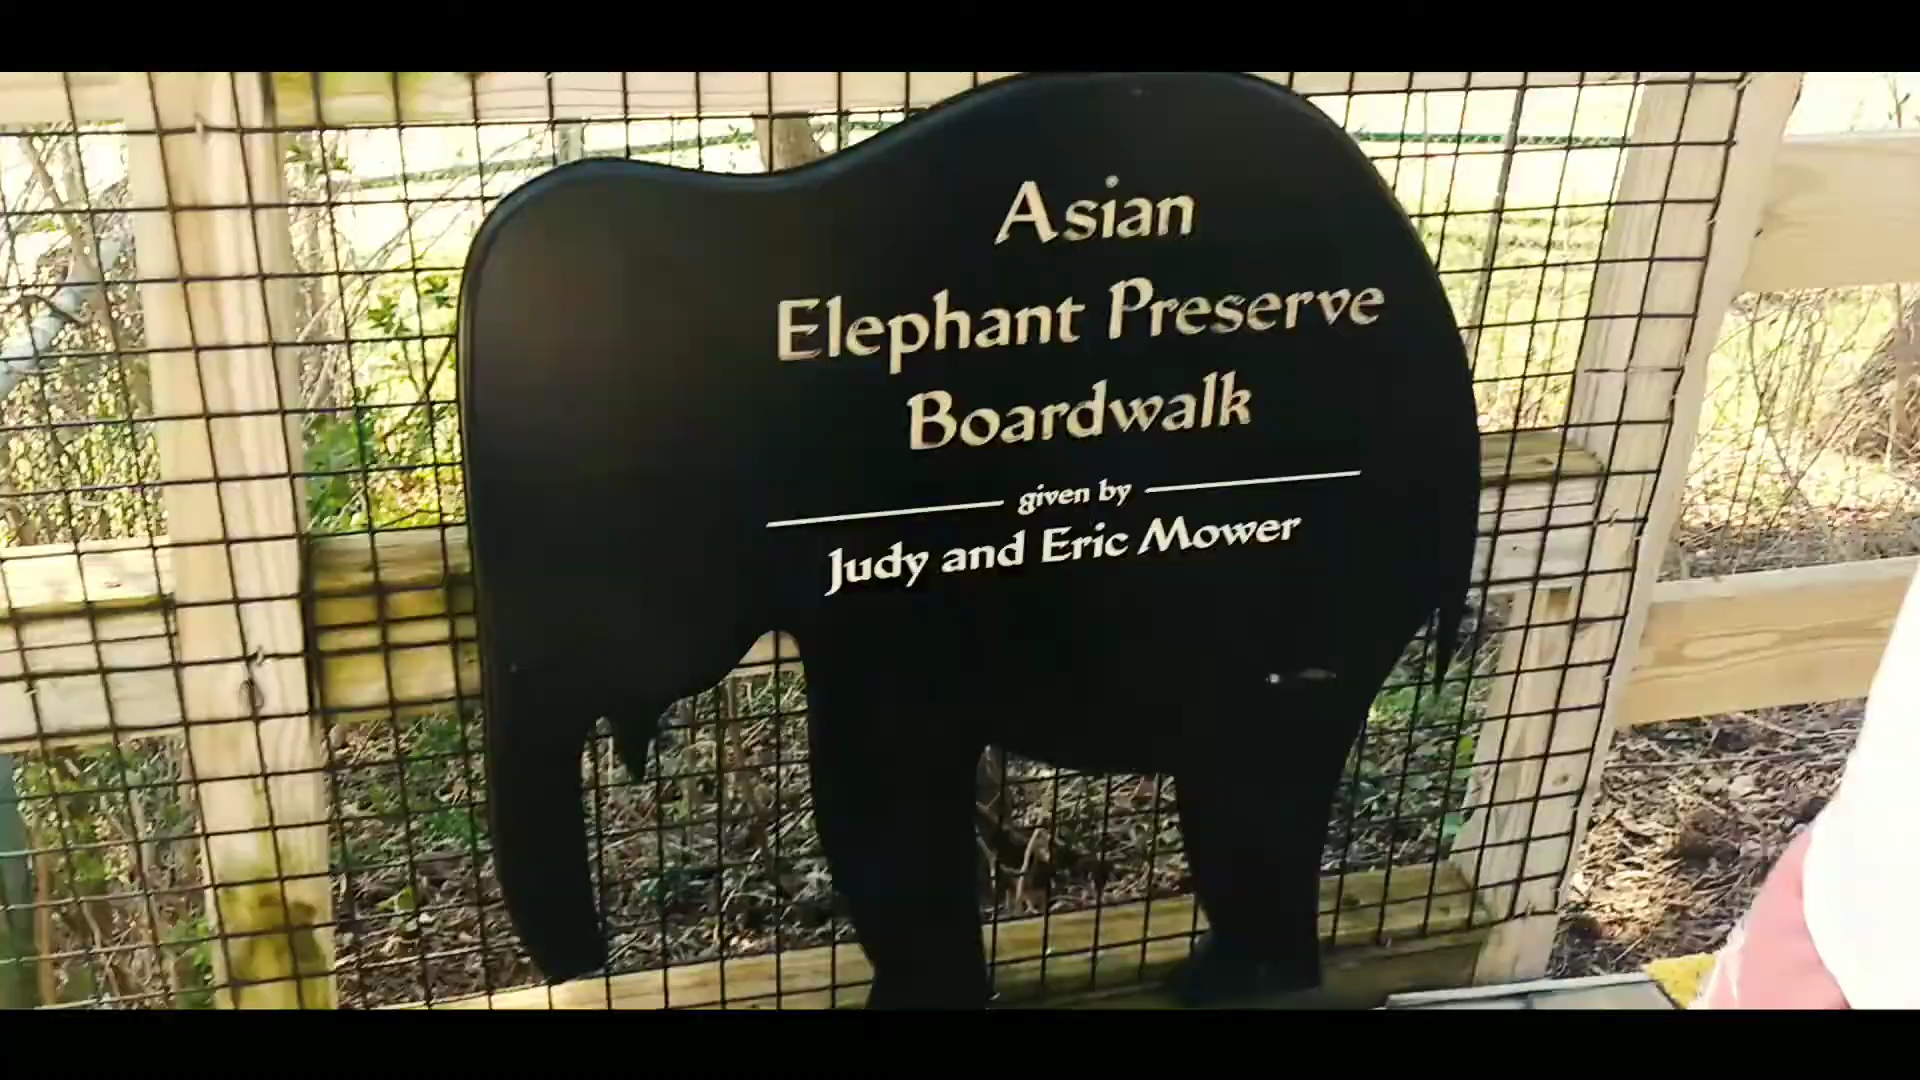 Asian
Elephant Preserve
Boardwalk
given by
Judy and Eric Mower